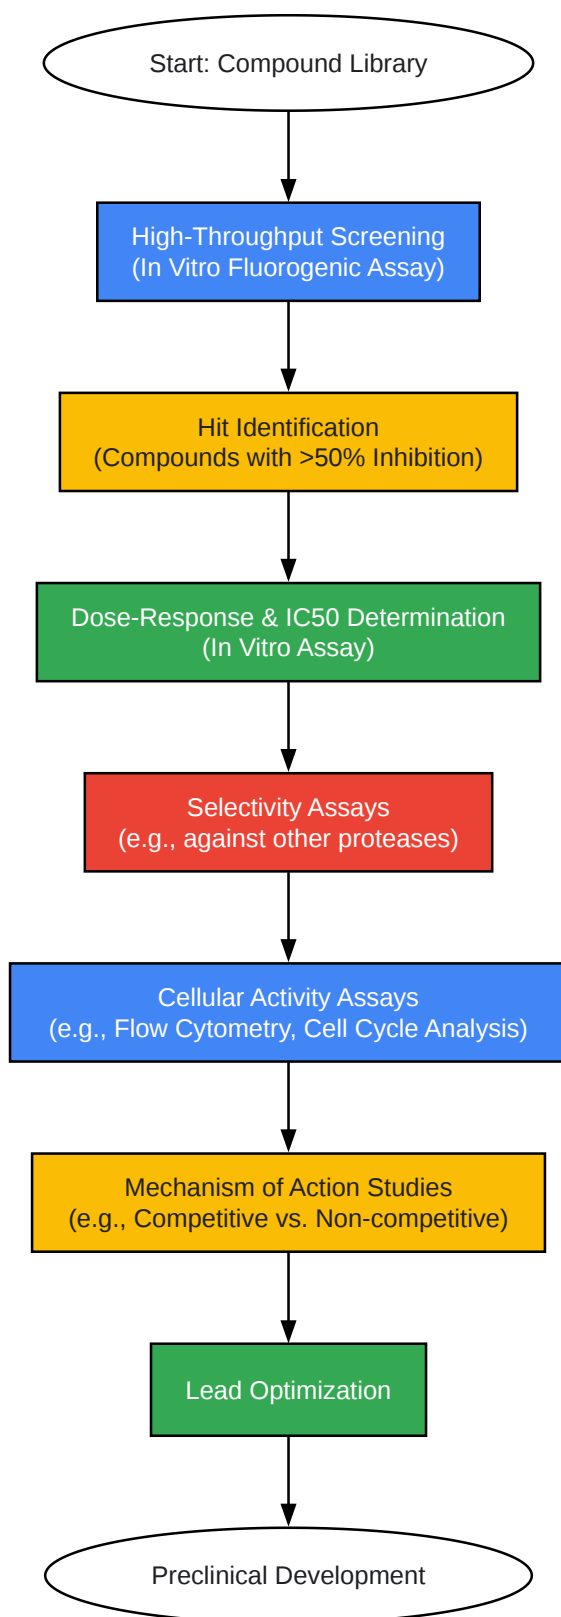 Start: Compound Library
High-Throughput Screening
(In Vitro Fluorogenic Assay)
Hit Identification
(Compounds with >50% Inhibition)
Dose-Response & IC50 Determination
(In Vitro Assay)
Selectivity Assays
(e.g., against other proteases)
Cellular Activity Assays
(e.g., Flow Cytometry, Cell Cycle Analysis)
Mechanism of Action Studies
(e.g., Competitive vs. Non-competitive)
Lead Optimization
Preclinical Development